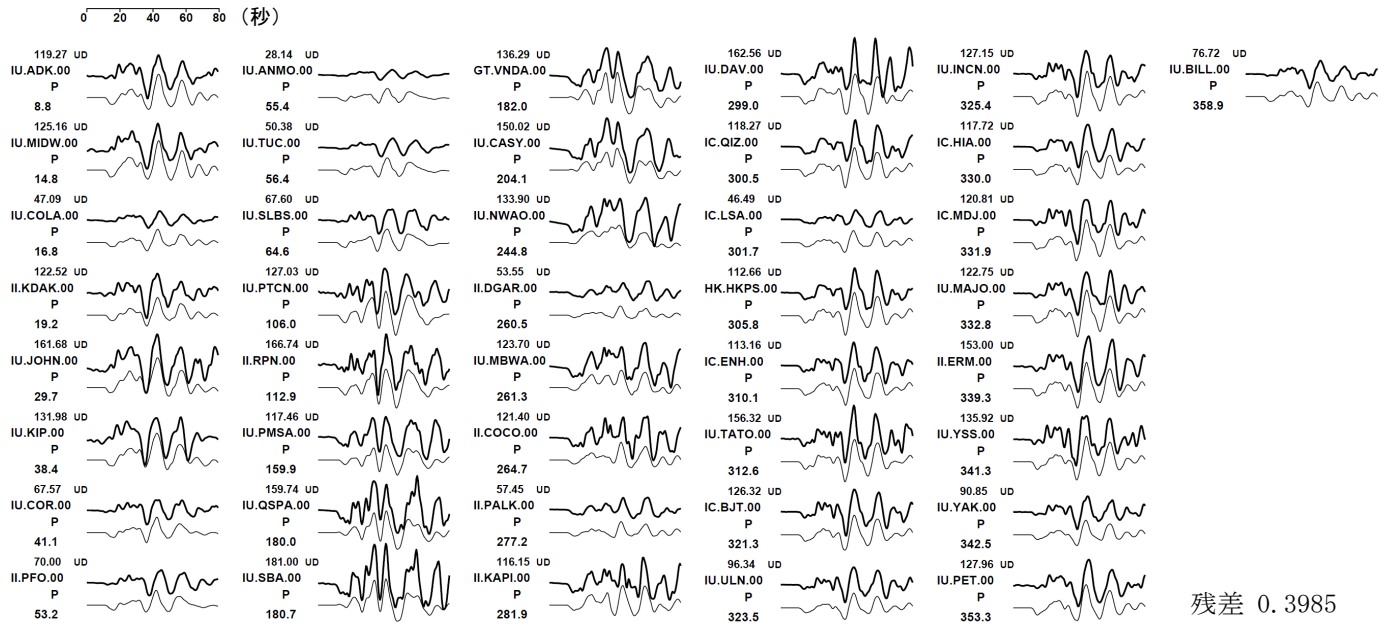 0 20 40 60 80 (秒)
119.27 UD
IU.ADK.00
P
8.8
125.16 UD
IU.MIDW.00
P
14.8
47.09 UD
IU.COLA.00
P
16.8
122.52 UD
II.KDAK.00
P
19.2
161.68 UD
IU.JOHN.00
P
29.7
131.98 UD
IU.KIP.00
P
38.4
67.57 UD
IU.COR.00
P
41.1
70.00 UD
II.PFO.00
P
53.2
28.14 UD
IU.ANMO.00
P
55.4
50.38 UD
IU.TUC.00
P
56.4
67.60 UD
IU.SLBS.00
P
64.6
127.03 UD
IU.PTCN.00
P
106.0
166.74 UD
II.RPN.00
P
112.9
117.46 UD
IU.PMSA.00
P
159.9
159.74 UD
IU.QSPA.00
P
180.0
181.00 UD
IU.SBA.00
P
180.7
136.29 UD
GT.VNDA.00
P
182.0
150.02 UD
IU.CASY.00
P
204.1
133.90 UD
IU.NWAO.00
P
244.8
53.55 UD
II.DGAR.00
P
260.5
123.70 UD
IU.MBWA.00
P
261.3
121.40 UD
II.COCO.00
P
264.7
57.45 UD
II.PALK.00
P
277.2
116.15 UD
II.KAPI.00
P
281.9
162.56 UD
IU.DAV.00
P
299.0
118.27 UD
IC.QIZ.00
P
300.5
46.49 UD
IC.LSA.00
P
301.7
112.66 UD
HK.HKPS.00
P
305.8
113.16 UD
IC.ENH.00
P
310.1
156.32 UD
IU.TATO.00
P
312.6
126.32 UD
IC.BJT.00
P
321.3
96.34 UD
IU.ULN.00
P
323.5
127.15 UD
IU.INCN.00
P
325.4
117.72 UD
IC.HIA.00
P
330.0
120.81 UD
IC.MDJ.00
P
331.9
122.75 UD
IU.MAJO.00
P
332.8
153.00 UD
II.ERM.00
P
339.3
135.92 UD
IU.YSS.00
P
341.3
90.85 UD
IU.YAK.00
P
342.5
127.96 UD
IU.PET.00
P
353.3
76.72 UD
IU.BILL.00
P
358.9
残差 0.3985